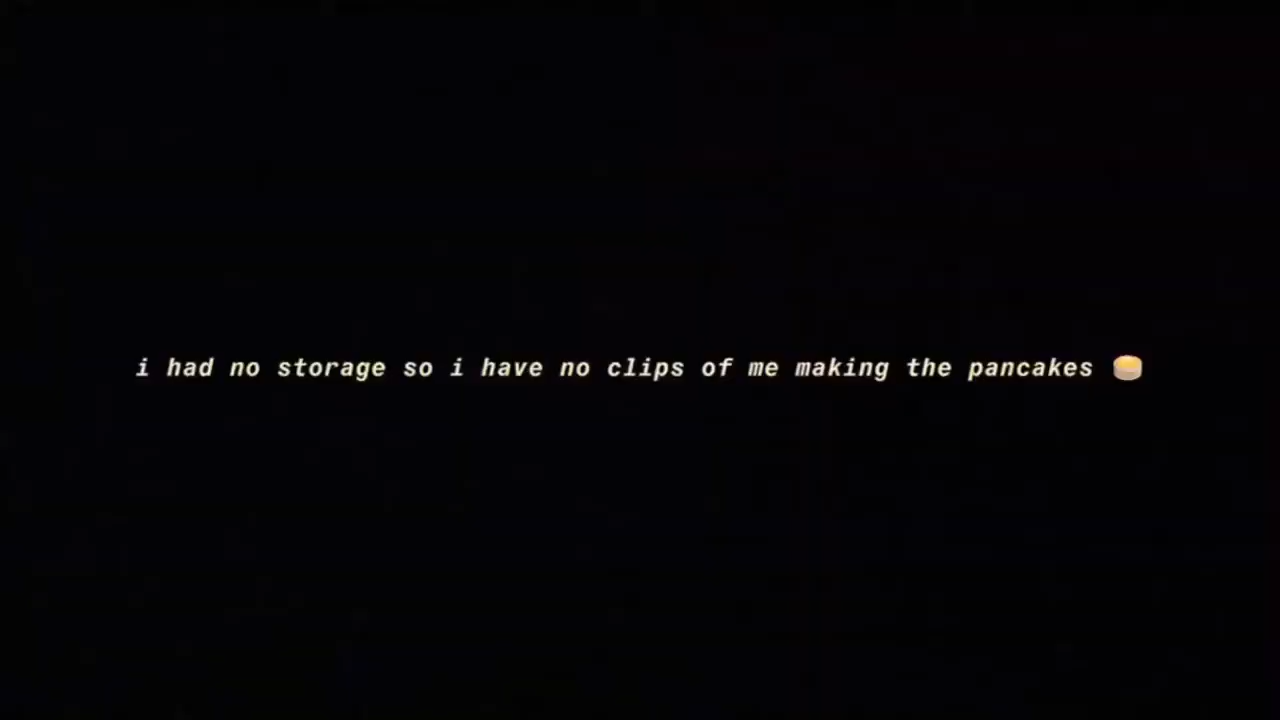 i had no storage so i have no clips of me making the pancakes